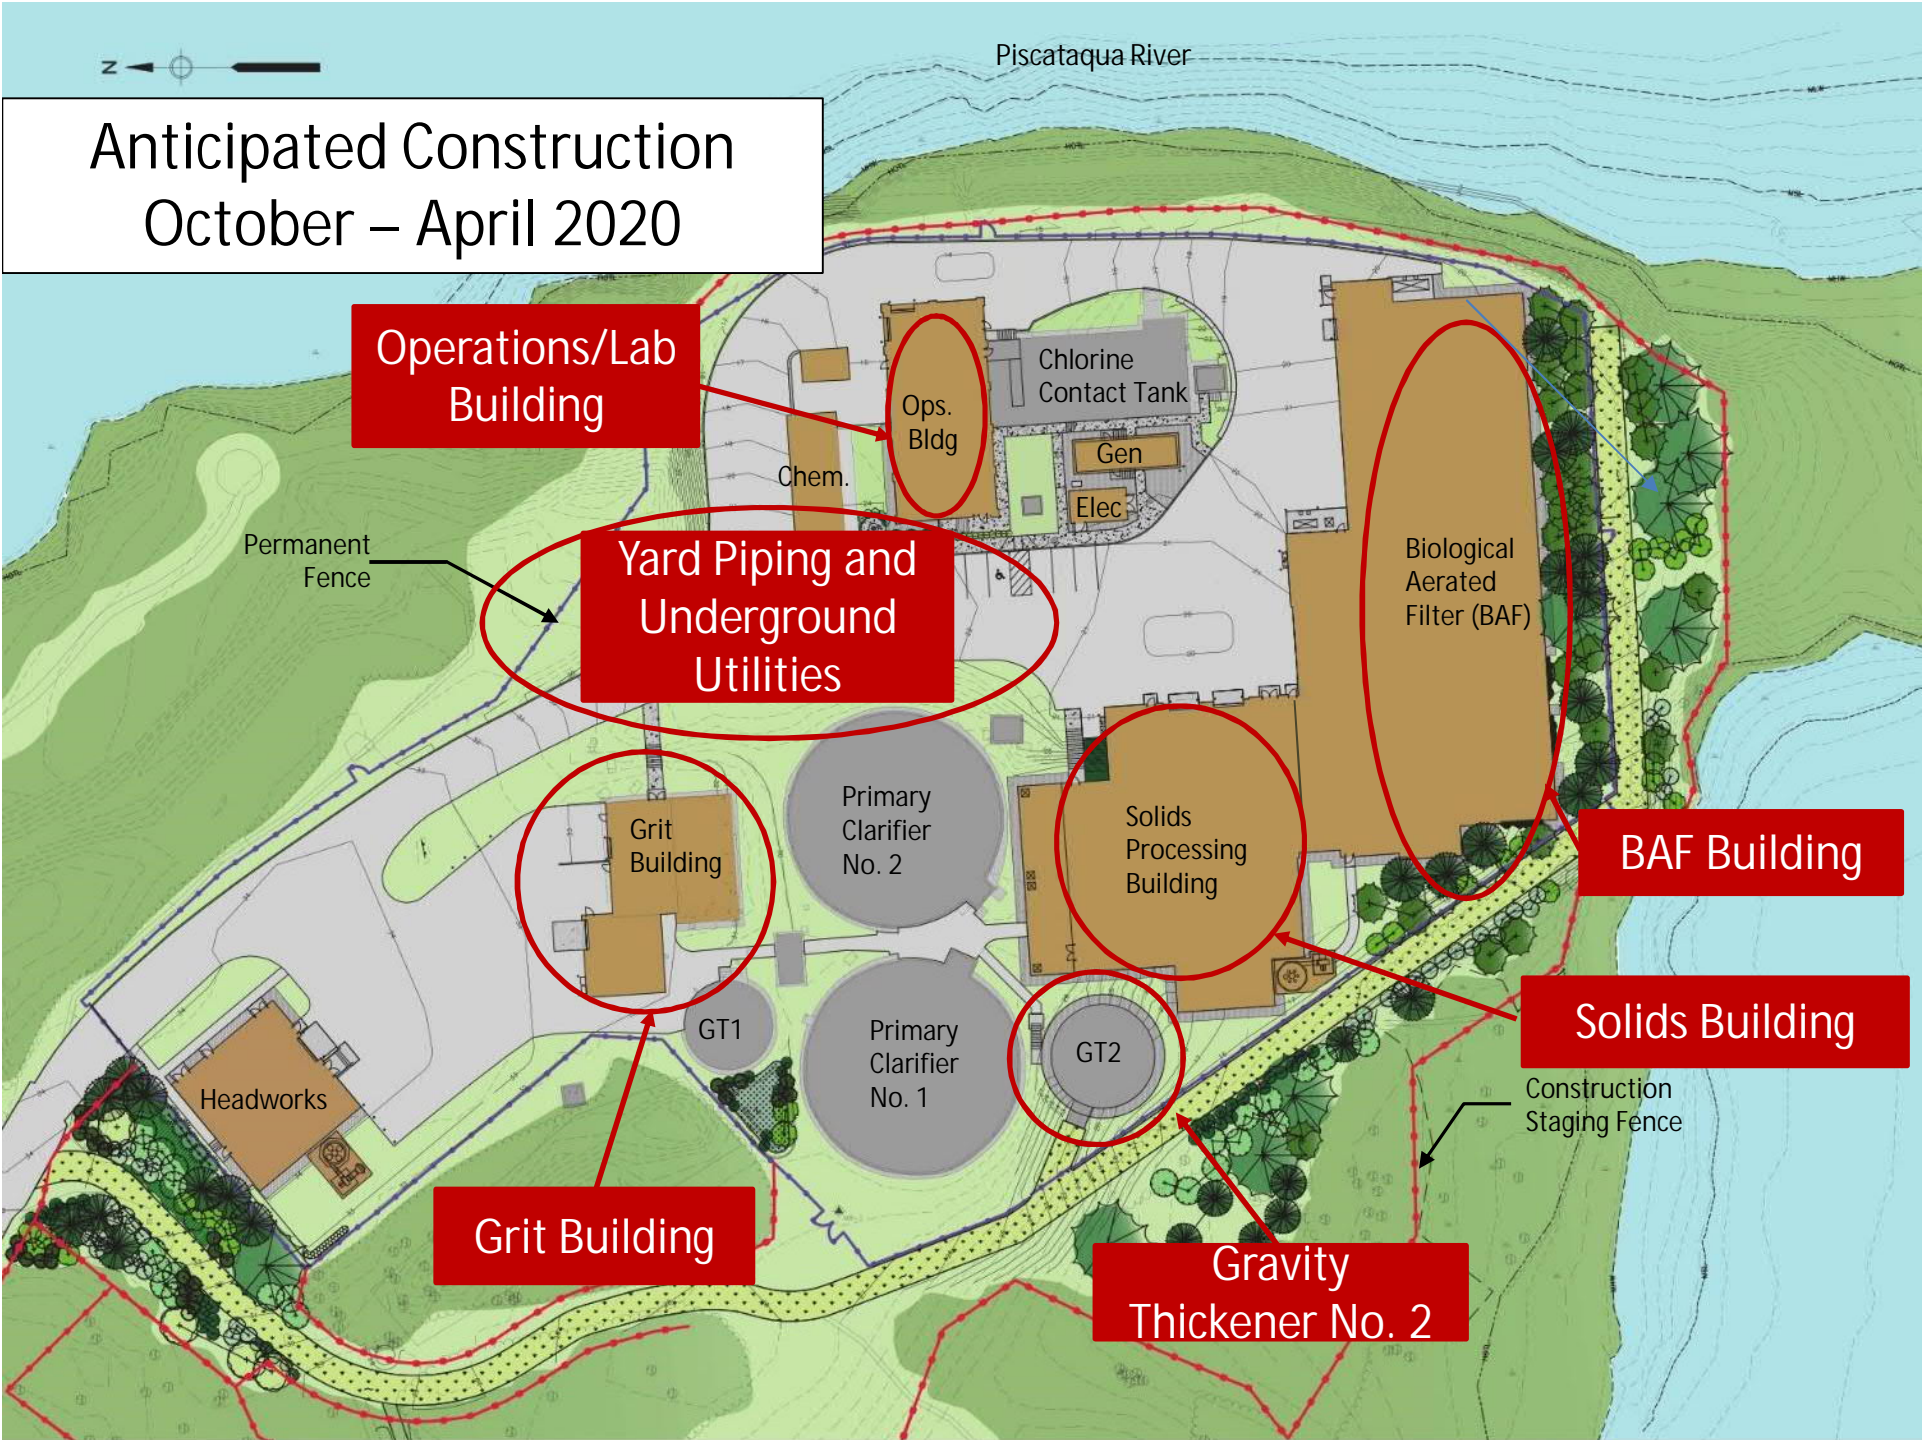 Piscataqua River
N
Anticipated Construction
October – April 2020
Operations/Lab
Building
Chlorine
Contact Tank
Ops.
Bldg
Gen
Chem.
Elec
Permanent
Fence
Yard Piping and
Underground
Utilities
Biological
Aerated
Filter (BAF)
Primary
Clarifier
No. 2
Grit
Building
Solids
Processing
Building
BAF Building
Solids Building
GT1
Primary
Clarifier
No. 1
GT2
Headworks
Construction
Staging Fence
Grit Building
Gravity
Thickener No. 2